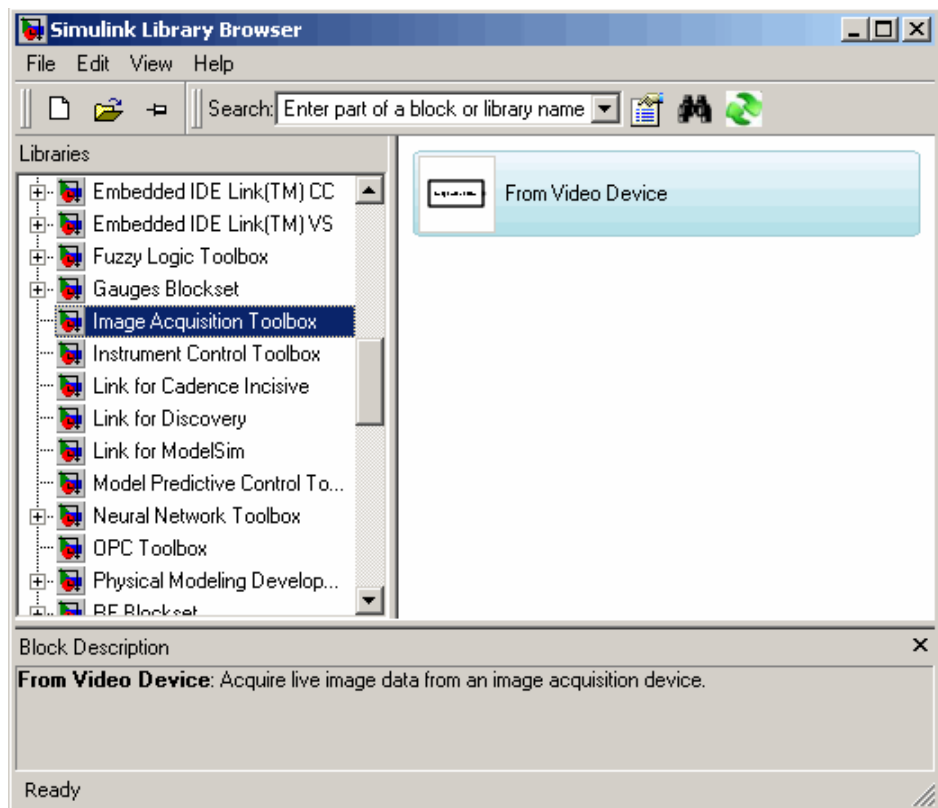 Simulink Library Browser
File Edit View Help
Search: Enter part of a block or library name
Libraries
Embedded IDE Link(TM) CC
Embedded IDE Link(TM) VS
Fuzzy Logic Toolbox
Gauges Blockset
Image Acquisition Toolbox
Instrument Control Toolbox
Link for Cadence Incisive
Link for Discovery
Link for ModelSim
Model Predictive Control To...
Neural Network Toolbox
OPC Toolbox
Physical Modeling Develop...
RF Blockset
From Video Device
Block Description
From Video Device: Acquire live image data from an image acquisition device.
Ready